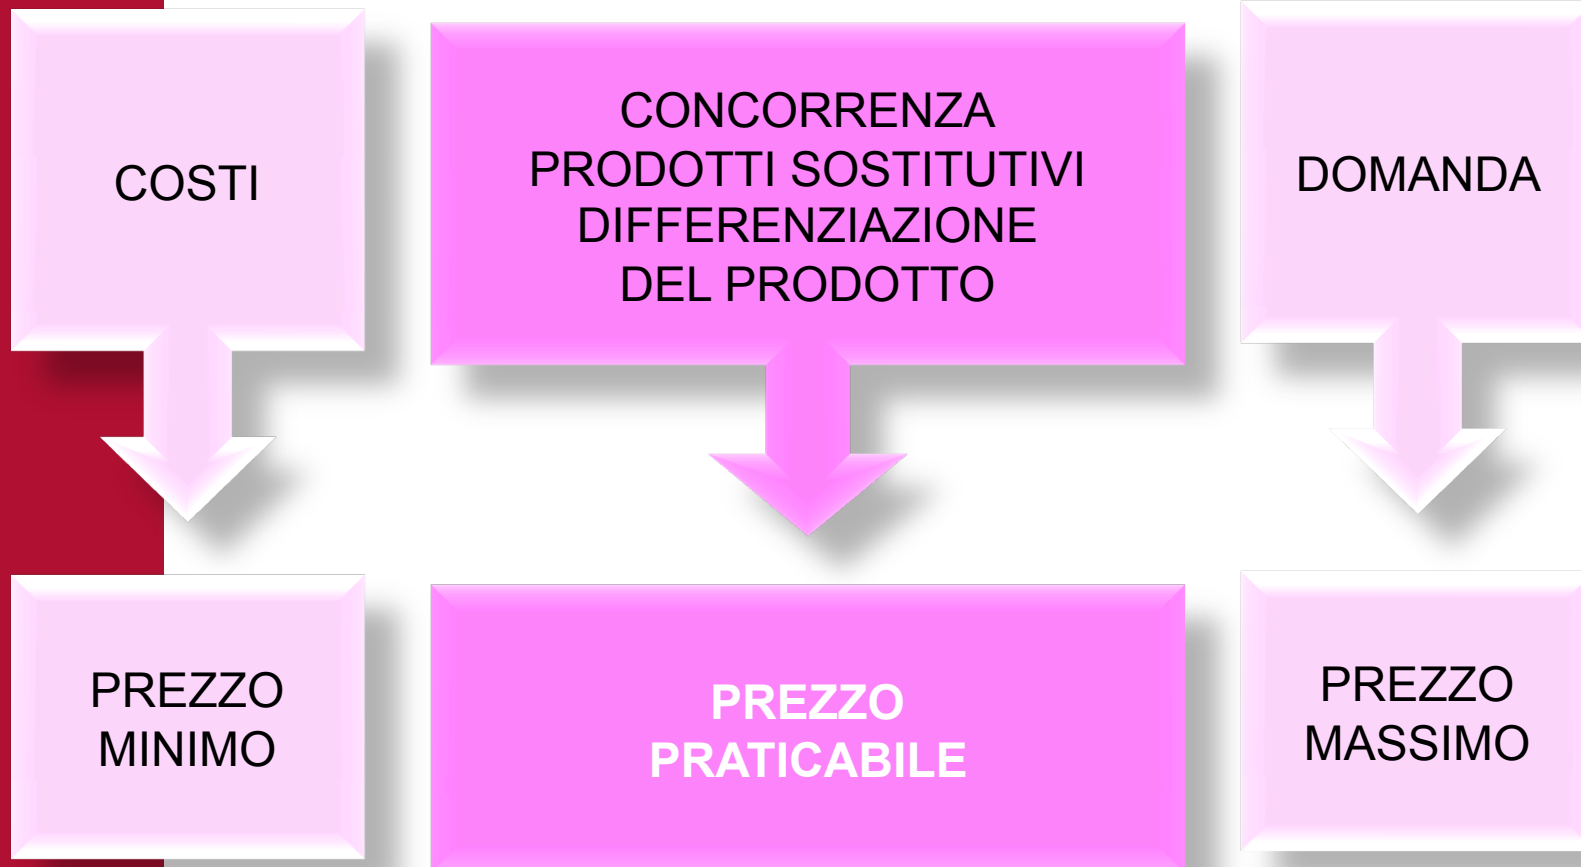 COSTI
CONCORRENZA
PRODOTTI SOSTITUTIVI
DIFFERENZIAZIONE
DEL PRODOTTO
DOMANDA
PREZZO
MINIMO
PREZZO
PRATICABILE
PREZZO
MASSIMO